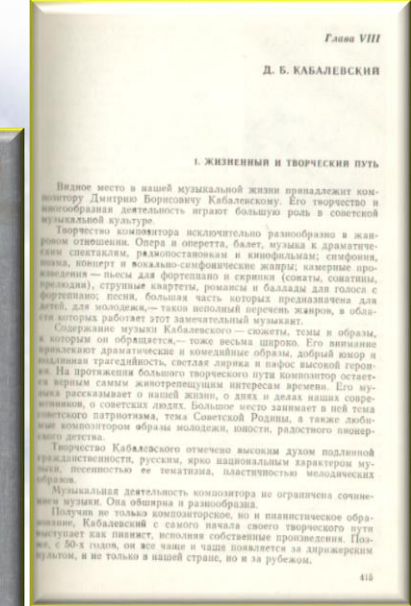 Глава VIII
Д. Б. КАБАЛЕВСКИЙ
1. ЖИЗНЕННЫЙ И ТВОРЧЕСКИЙ ПУТЬ
Видное место в нашей музыкальной жизни принадлежит ком-
позитору Дмитрию Борисовичу Кабалевскому. Его творчество и
многообразная деятельность играют большую роль в советской
музыкальной культуре.
Творчество композитора исключительно разнообразно в жан-
ровом отношении. Опера и оперетта, балет, музыка к драматиче-
ским спектаклям, радиопостановкам и кинофильмам; симфония,
поэма, концерт и вокально-симфонические жанры; камерные про-
изведения — пьесы для фортепиано и скрипки (сонаты, сонатины,
прелюдии), струнные квартеты, романсы и баллады для голоса с
фортепиано; песни, большая часть которых предназначена для
детей, для молодежи,— таков неполный перечень жанров, в обла-
сти которых работает этот замечательный музыкант.
Содержание музыки Кабалевского — сюжеты, темы и образы,
к которым он обращается,— тоже весьма широко. Его внимание
привлекают драматические и комедийные образы, добрый юмор и
подлинная трагедийность, светлая лирика и пафос высокой герои-
ки. На протяжении большого творческого пути композитор остает-
ся верным самым животрепещущим интересам времени. Его му-
зыка рассказывает о нашей жизни, о днях и делах наших совре-
менников, о советских людях. Большое место занимает в ней тема
советского патриотизма, тема Советской Родины, а также люби-
мые композитором образы молодежи, юности, радостного пионер-
ского детства.
Творчество Кабалевского отмечено высоким духом подлинной
гражданственности, русским, ярко национальным характером му-
зыки, песенностью ее тематизма, пластичностью мелодических
образов.
Музыкальная деятельность композитора не ограничена сочине-
нием музыки. Она обширна и разнообразна.
Получив не только композиторское, но и пианистическое обра-
зование, Кабалевский с самого начала своего творческого пути
выступает как пианист, исполняя собственные произведения. Поз-
же, с 50-х годов, он все чаще и чаще появляется за дирижерским
пультом, и не только в нашей стране, но и за рубежом.
415